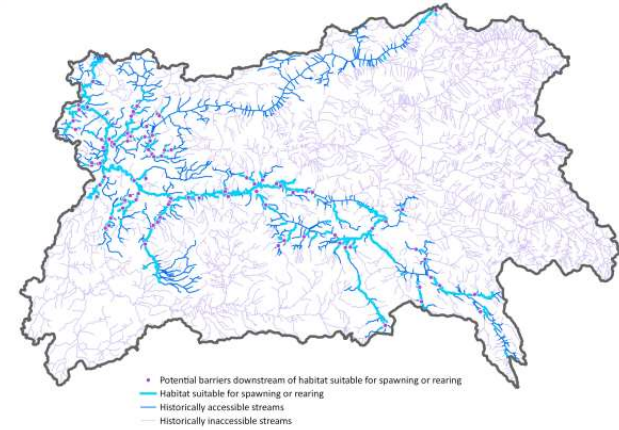 Potential barriers downstream of habitat suitable for spawning or rearing
Habitat suitable for spawning or rearing
Historically accessible streams
Historically inaccessible streams